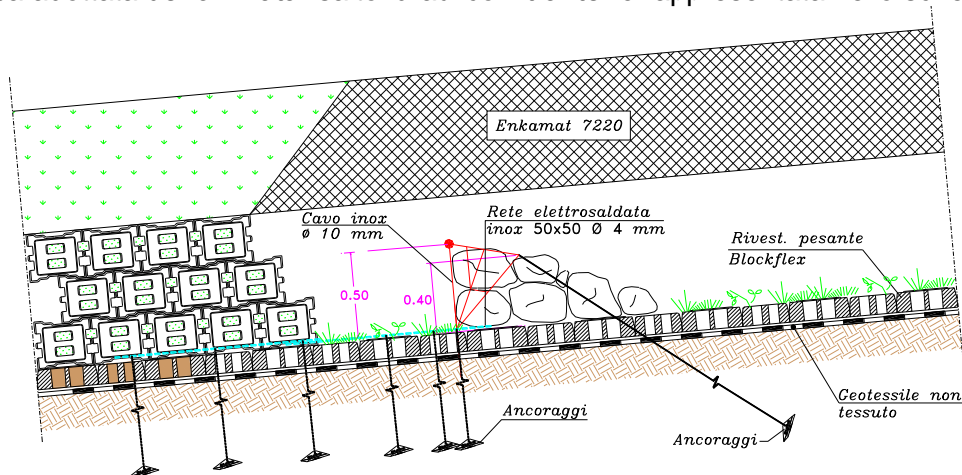 Enkamat 7220
Cavo inox
ø 10 mm
Rete elettrosaldata
inox 50x50 Ø 4 mm
Rivest. pesante
Blockflex
0.50
0.40
Geotessile non
tessuto
Ancoraggi
Ancoraggi